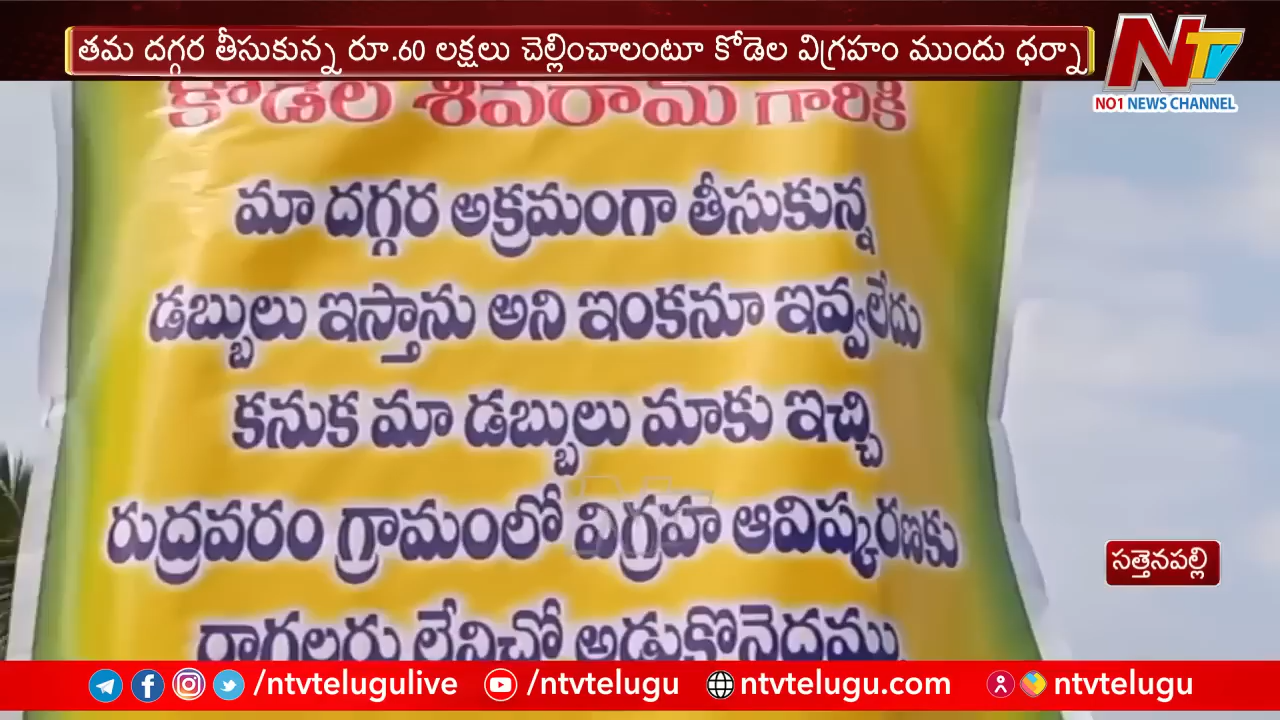 తమ దగ్గర తీసుకున్న రూ.60 లక్షలు చెల్లించాలంటూ కోడెల విగ్రహం ముందు ధర్నా
NTV
NO1 NEWS CHANNEL
కోడెల శివరామ్ గారికి
మా దగ్గర అక్రమంగా తీసుకున్న
డబ్బులు ఇస్తాను అని ఇంకనూ ఇవ్వలేదు
కనుక మా డబ్బులు మాకు ఇచ్చి
రుద్రవరం గ్రామంలో విగ్రహ ఆవిష్కరణకు
రాగలరు లేనిచో అడ్డుకొనెదము
సత్తెనపల్లి
/ntvtelugulive /ntvtelugu ntvtelugu.com ntvtelugu